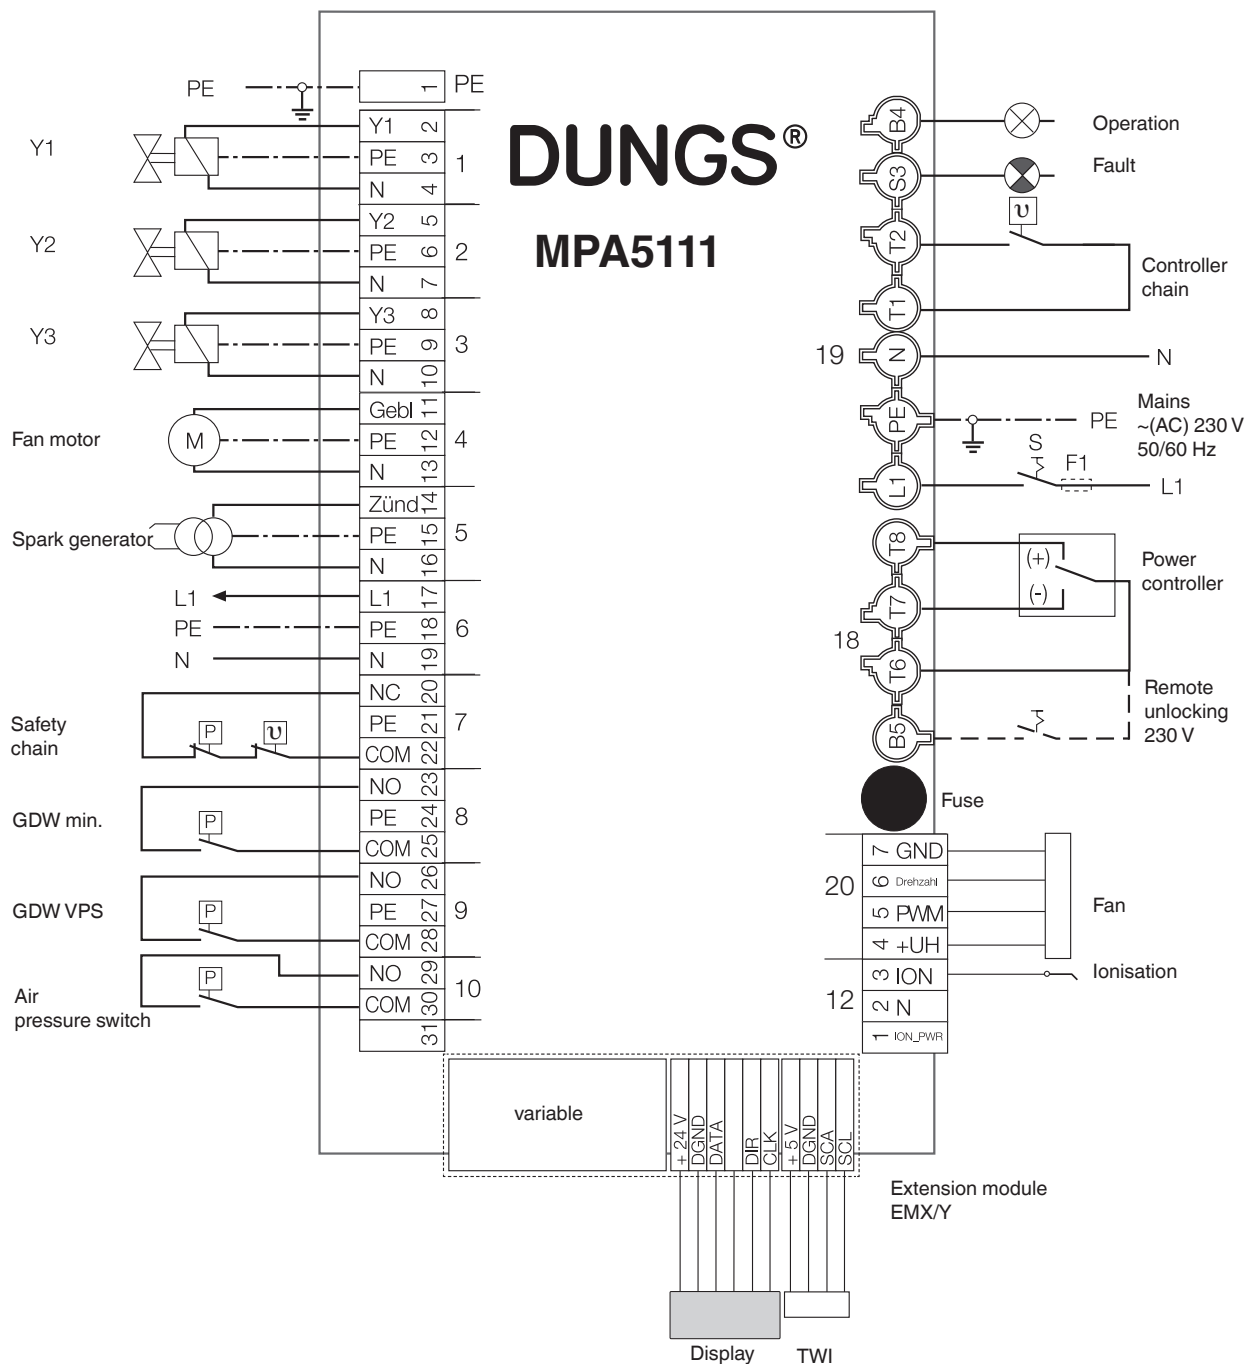 DUNGS®
MPA5111
PE
1 PE
Y1
Y1 2
PE 3
N 4
1
Y2
Y2 5
PE 6
N 7
2
Y3
Y3 8
PE 9
N 10
3
Fan motor
M
Gebl 11
PE 12
N 13
4
Spark generator
Zünd 14
PE 15
N 16
5
L1
PE
N
L1 17
PE 18
N 19
6
Safety
chain
P
υ
NC 20
PE 21
COM 22
7
GDW min.
P
NO 23
PE 24
COM 25
8
GDW VPS
P
NO 26
PE 27
COM 28
9
Air
pressure switch
P
NO 29
COM 30
31
10
B4
Operation
S3
Fault
υ
T2
T1
Controller
chain
19
N
N
PE
PE
Mains
~(AC) 230 V
50/60 Hz
L1
S
F1
L1
T8
(+)
(-)
Power
controller
T7
18
T6
B5
Remote
unlocking
230 V
Fuse
20
7 GND
6 Drehzahl
5 PWM
4 +UH
Fan
12
3 ION
2 N
1 ION_PWR
Ionisation
variable
+ 24 V
DGND
DATA
DIR
CLK
+ 5 V
DGND
SCA
SCL
Extension module
EMX/Y
Display
TWI